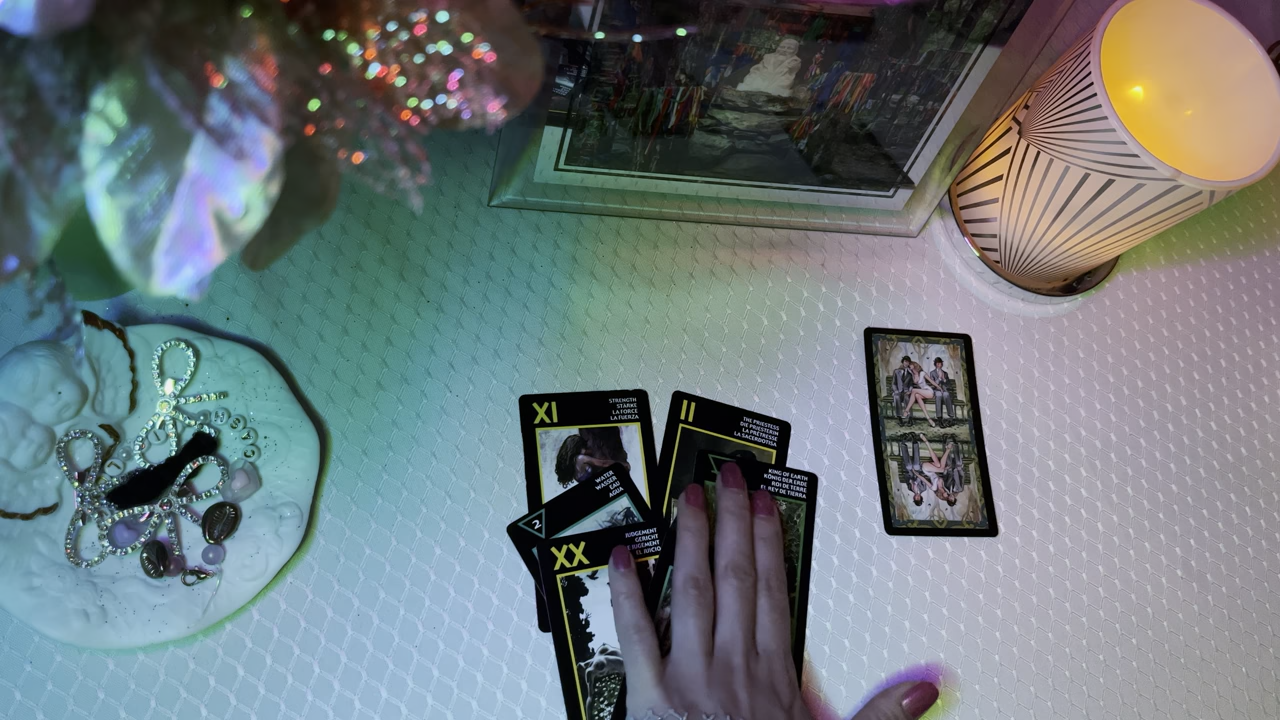 XI
STRENGTH
STÄRKE
LA FORCE
LA FUERZA
II
THE PRIESTESS
DIE PRIESTERIN
LA PRÊTRESSE
LA SACERDOTISA
KING OF EARTH
KÖNIG DER ERDE
ROI DE TERRE
EL REY DE TIERRA
2
WATER
WASSER
EAU
AGUA
XX
JUDGEMENT
GERICHT
LE JUGEMENT
EL JUICIO